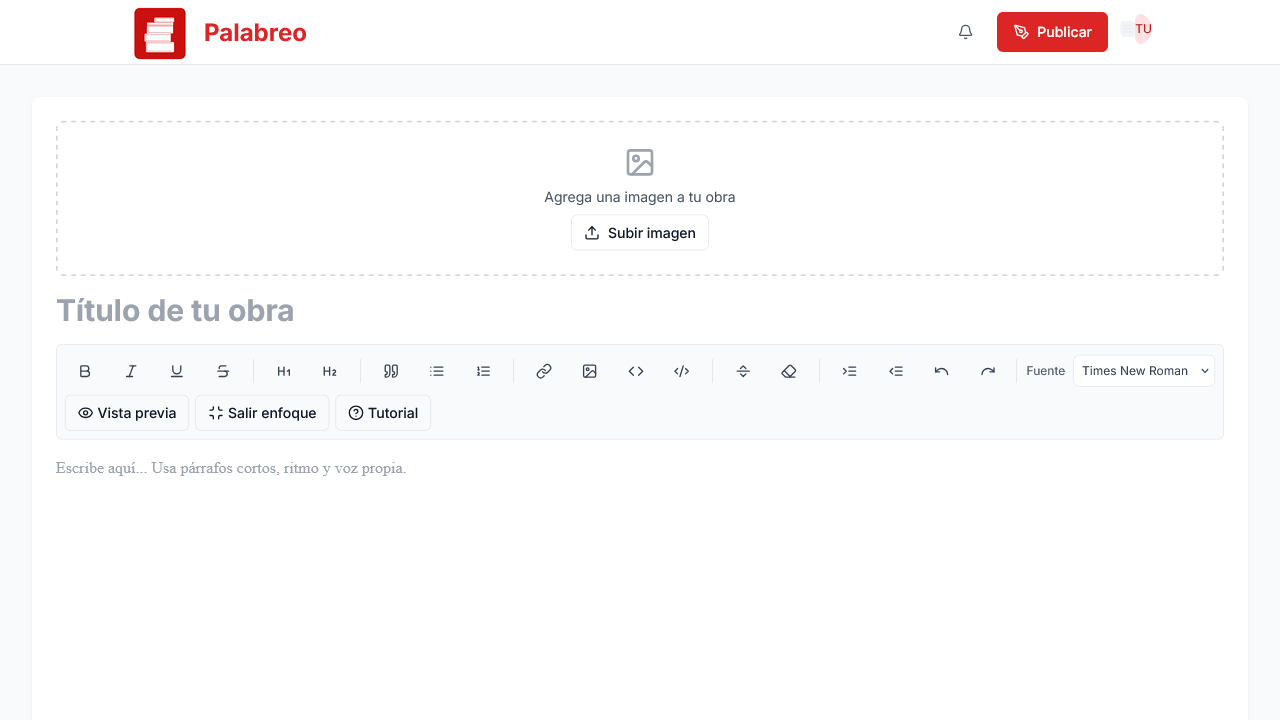 Palabreo
Publicar
TU
Agrega una imagen a tu obra
Subir imagen
Título de tu obra
B I U S H1 H2 Fuente Times New Roman
Vista previa Salir enfoque Tutorial
Escribe aquí... Usa párrafos cortos, ritmo y voz propia.